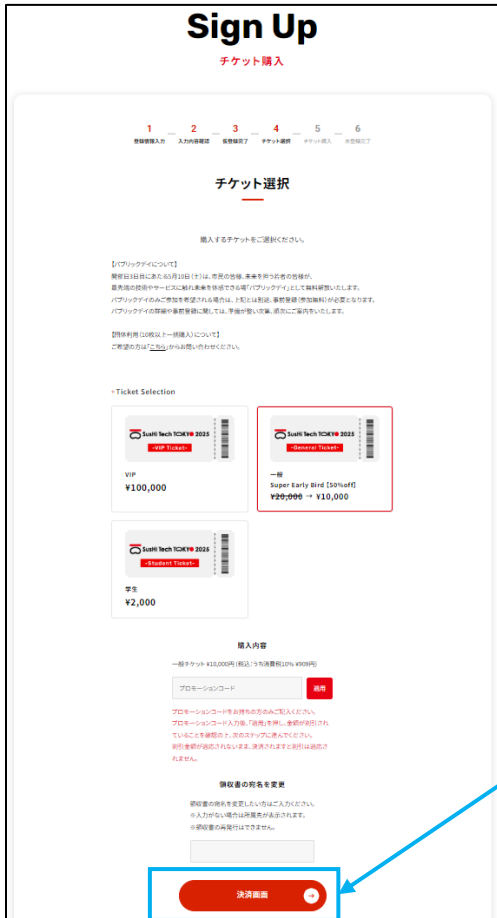 Sign Up
チケット購入
1 2 3 4 5 6
登録情報入力 入力内容確認 仮登録完了 チケット選択 チケット購入 本登録完了
チケット選択
購入するチケットをご選択ください。
【パブリックデイについて】
開催日3日目にあたる5月10日（土）は、市民の皆様、未来を担う若者の皆様が、
最先端の技術やサービスに触れ未来を体感できる場「パブリックデイ」として無料解放いたします。
パブリックデイのみご参加を希望される場合は、上記とは別途、事前登録（参加無料）が必要となります。
パブリックデイの詳細や事前登録に関しては、準備が整い次第、順次ご案内をいたします。
【団体利用（10枚以上一括購入）について】
ご希望の方は「こちら」からお問い合わせください。
*Ticket Selection
SusHi Tech TOKYO 2025
-VIP Ticket-
VIP
¥100,000
SusHi Tech TOKYO 2025
-General Ticket-
一般
Super Early Bird [50%off]
¥20,000 → ¥10,000
SusHi Tech TOKYO 2025
-Student Ticket-
学生
¥2,000
購入内容
一般チケット ¥10,000円 (税込:うち消費税10% ¥909円)
プロモーションコード 適用
プロモーションコードをお持ちの方のみご記入ください。
プロモーションコード入力後、「適用」を押し、金額が割引され
ていることを確認の上、次のステップに進んでください。
割引金額が適応されないまま、決済されますと割引は適応さ
れません。
領収書の宛名を変更
領収書の宛名を変更したい方はご入力ください。
※入力がない場合は所属先が表示されます。
※領収書の再発行はできません。
決済画面